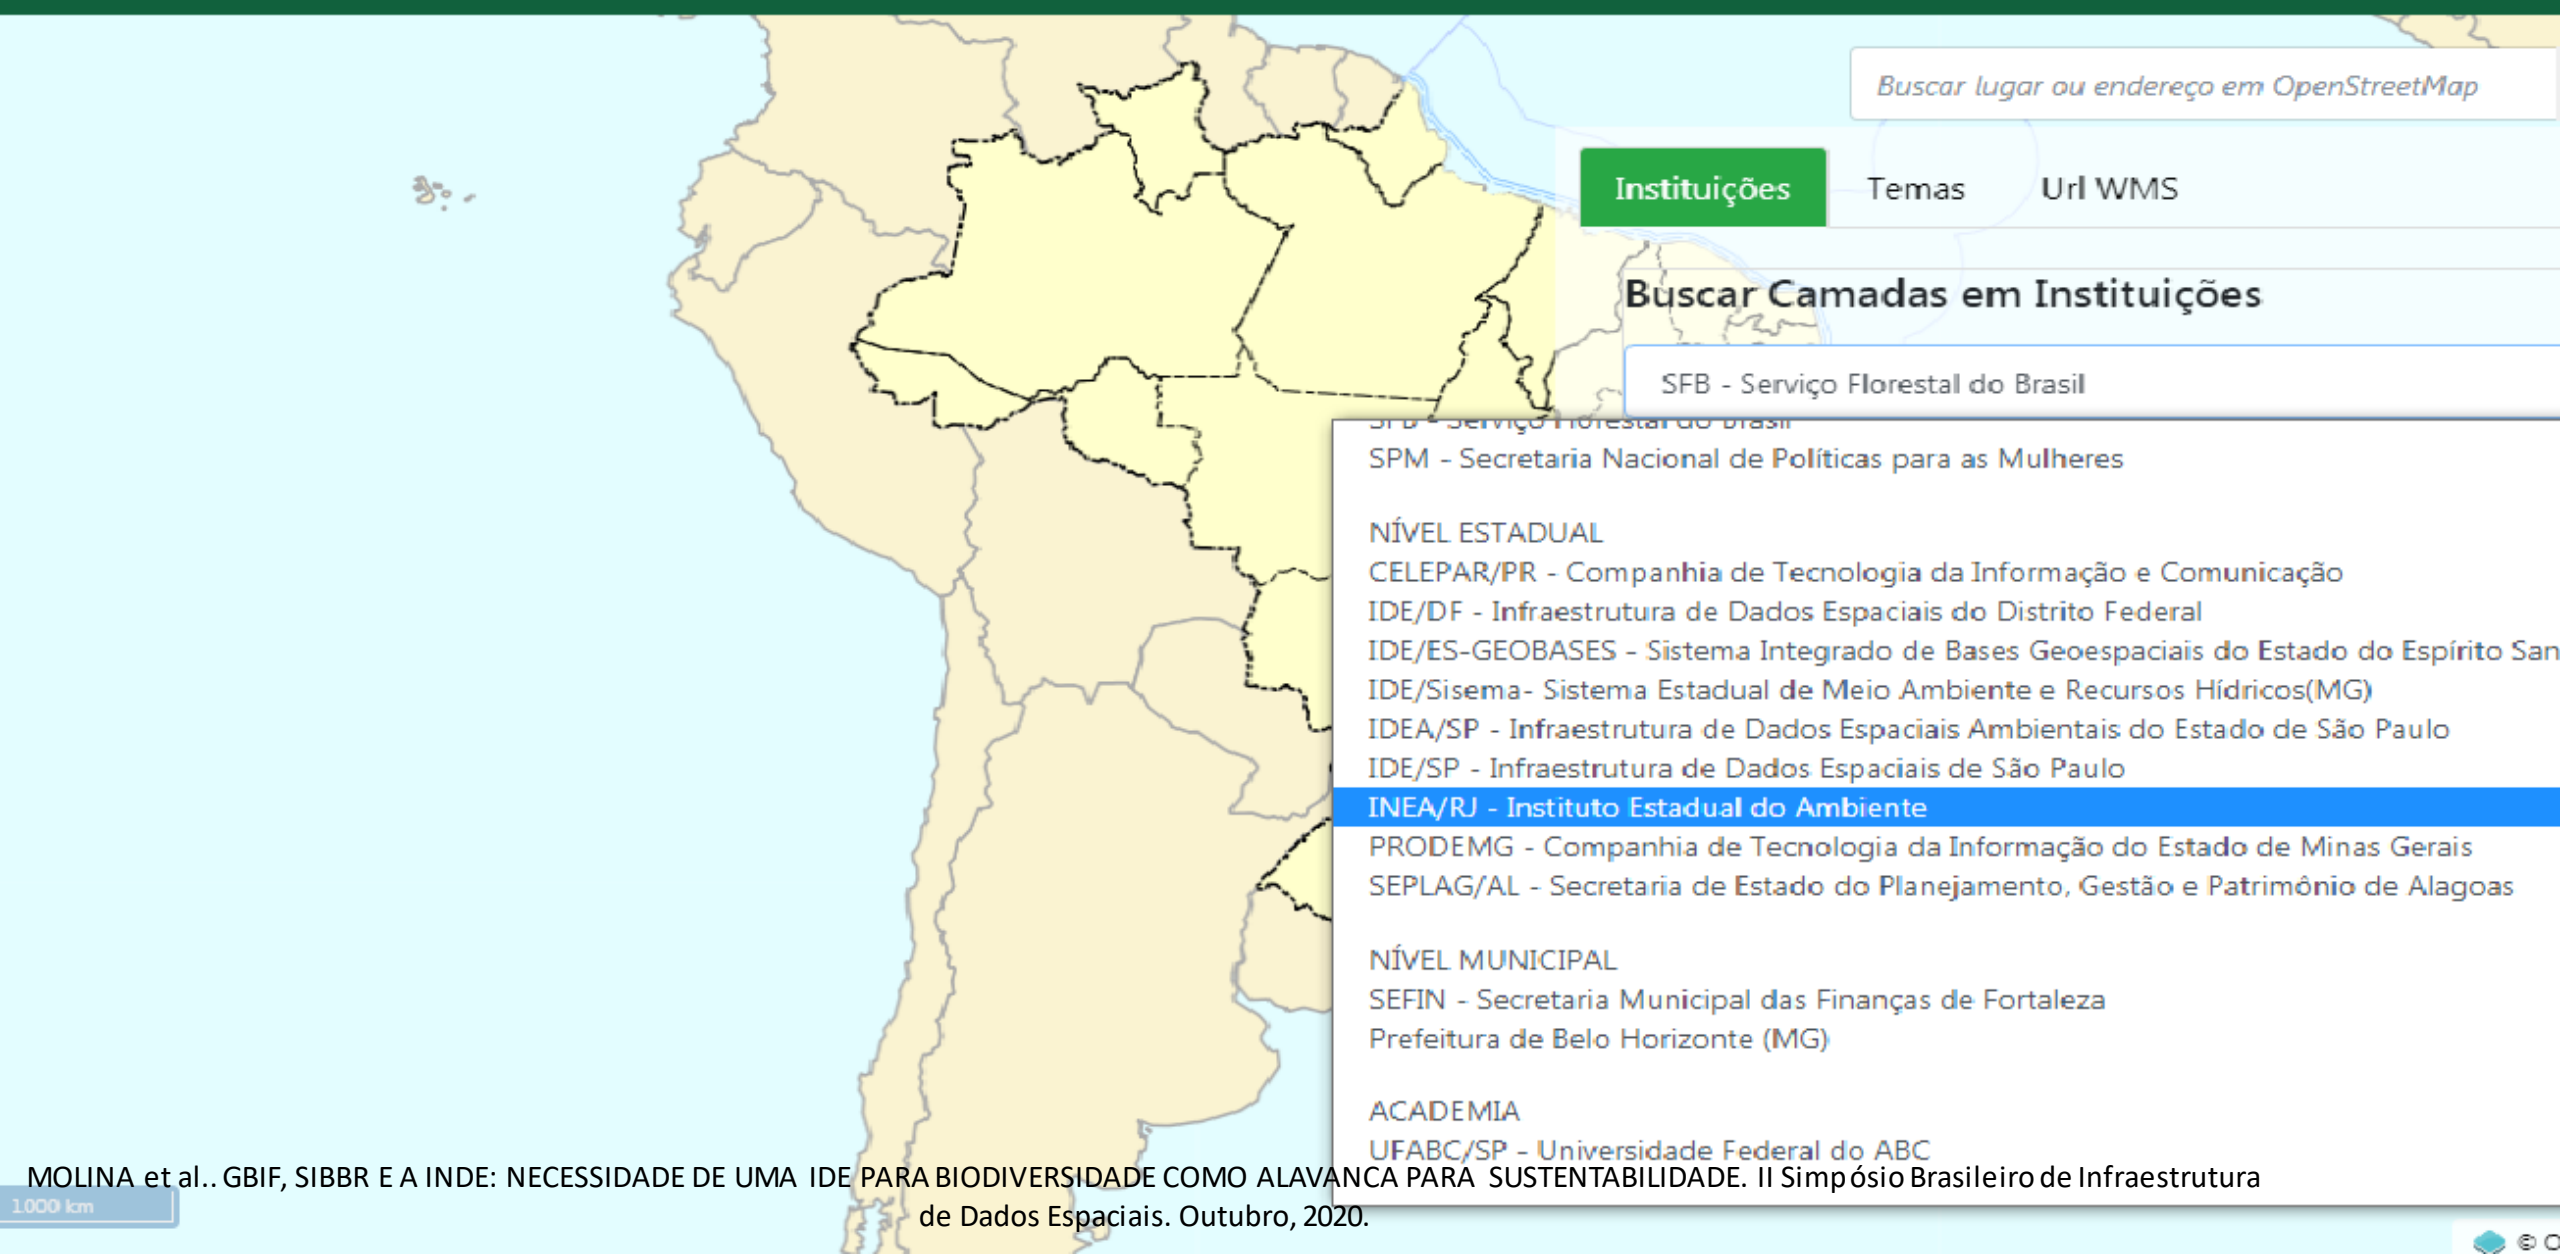 Buscar lugar ou endereço em OpenStreetMap
Instituições Temas Url WMS
Buscar Camadas em Instituições
SFB - Serviço Florestal do Brasil
SFB - Serviço Florestal do Brasil
SPM - Secretaria Nacional de Políticas para as Mulheres
NÍVEL ESTADUAL
CELEPAR/PR - Companhia de Tecnologia da Informação e Comunicação
IDE/DF - Infraestrutura de Dados Espaciais do Distrito Federal
IDE/ES-GEOBASES - Sistema Integrado de Bases Geoespaciais do Estado do Espírito San
IDE/Sisema- Sistema Estadual de Meio Ambiente e Recursos Hídricos(MG)
IDEA/SP - Infraestrutura de Dados Espaciais Ambientais do Estado de São Paulo
IDE/SP - Infraestrutura de Dados Espaciais de São Paulo
INEA/RJ - Instituto Estadual do Ambiente
PRODEMG - Companhia de Tecnologia da Informação do Estado de Minas Gerais
SEPLAG/AL - Secretaria de Estado do Planejamento, Gestão e Patrimônio de Alagoas
NÍVEL MUNICIPAL
SEFIN - Secretaria Municipal das Finanças de Fortaleza
Prefeitura de Belo Horizonte (MG)
ACADEMIA
UFABC/SP - Universidade Federal do ABC
MOLINA et al.. GBIF, SIBBR E A INDE: NECESSIDADE DE UMA IDE PARA BIODIVERSIDADE COMO ALAVANCA PARA SUSTENTABILIDADE. II Simpósio Brasileiro de Infraestrutura
de Dados Espaciais. Outubro, 2020.
1000 km
©